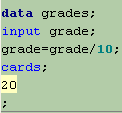 data grades;
input grade;
grade=grade/10;
cards;
20
;